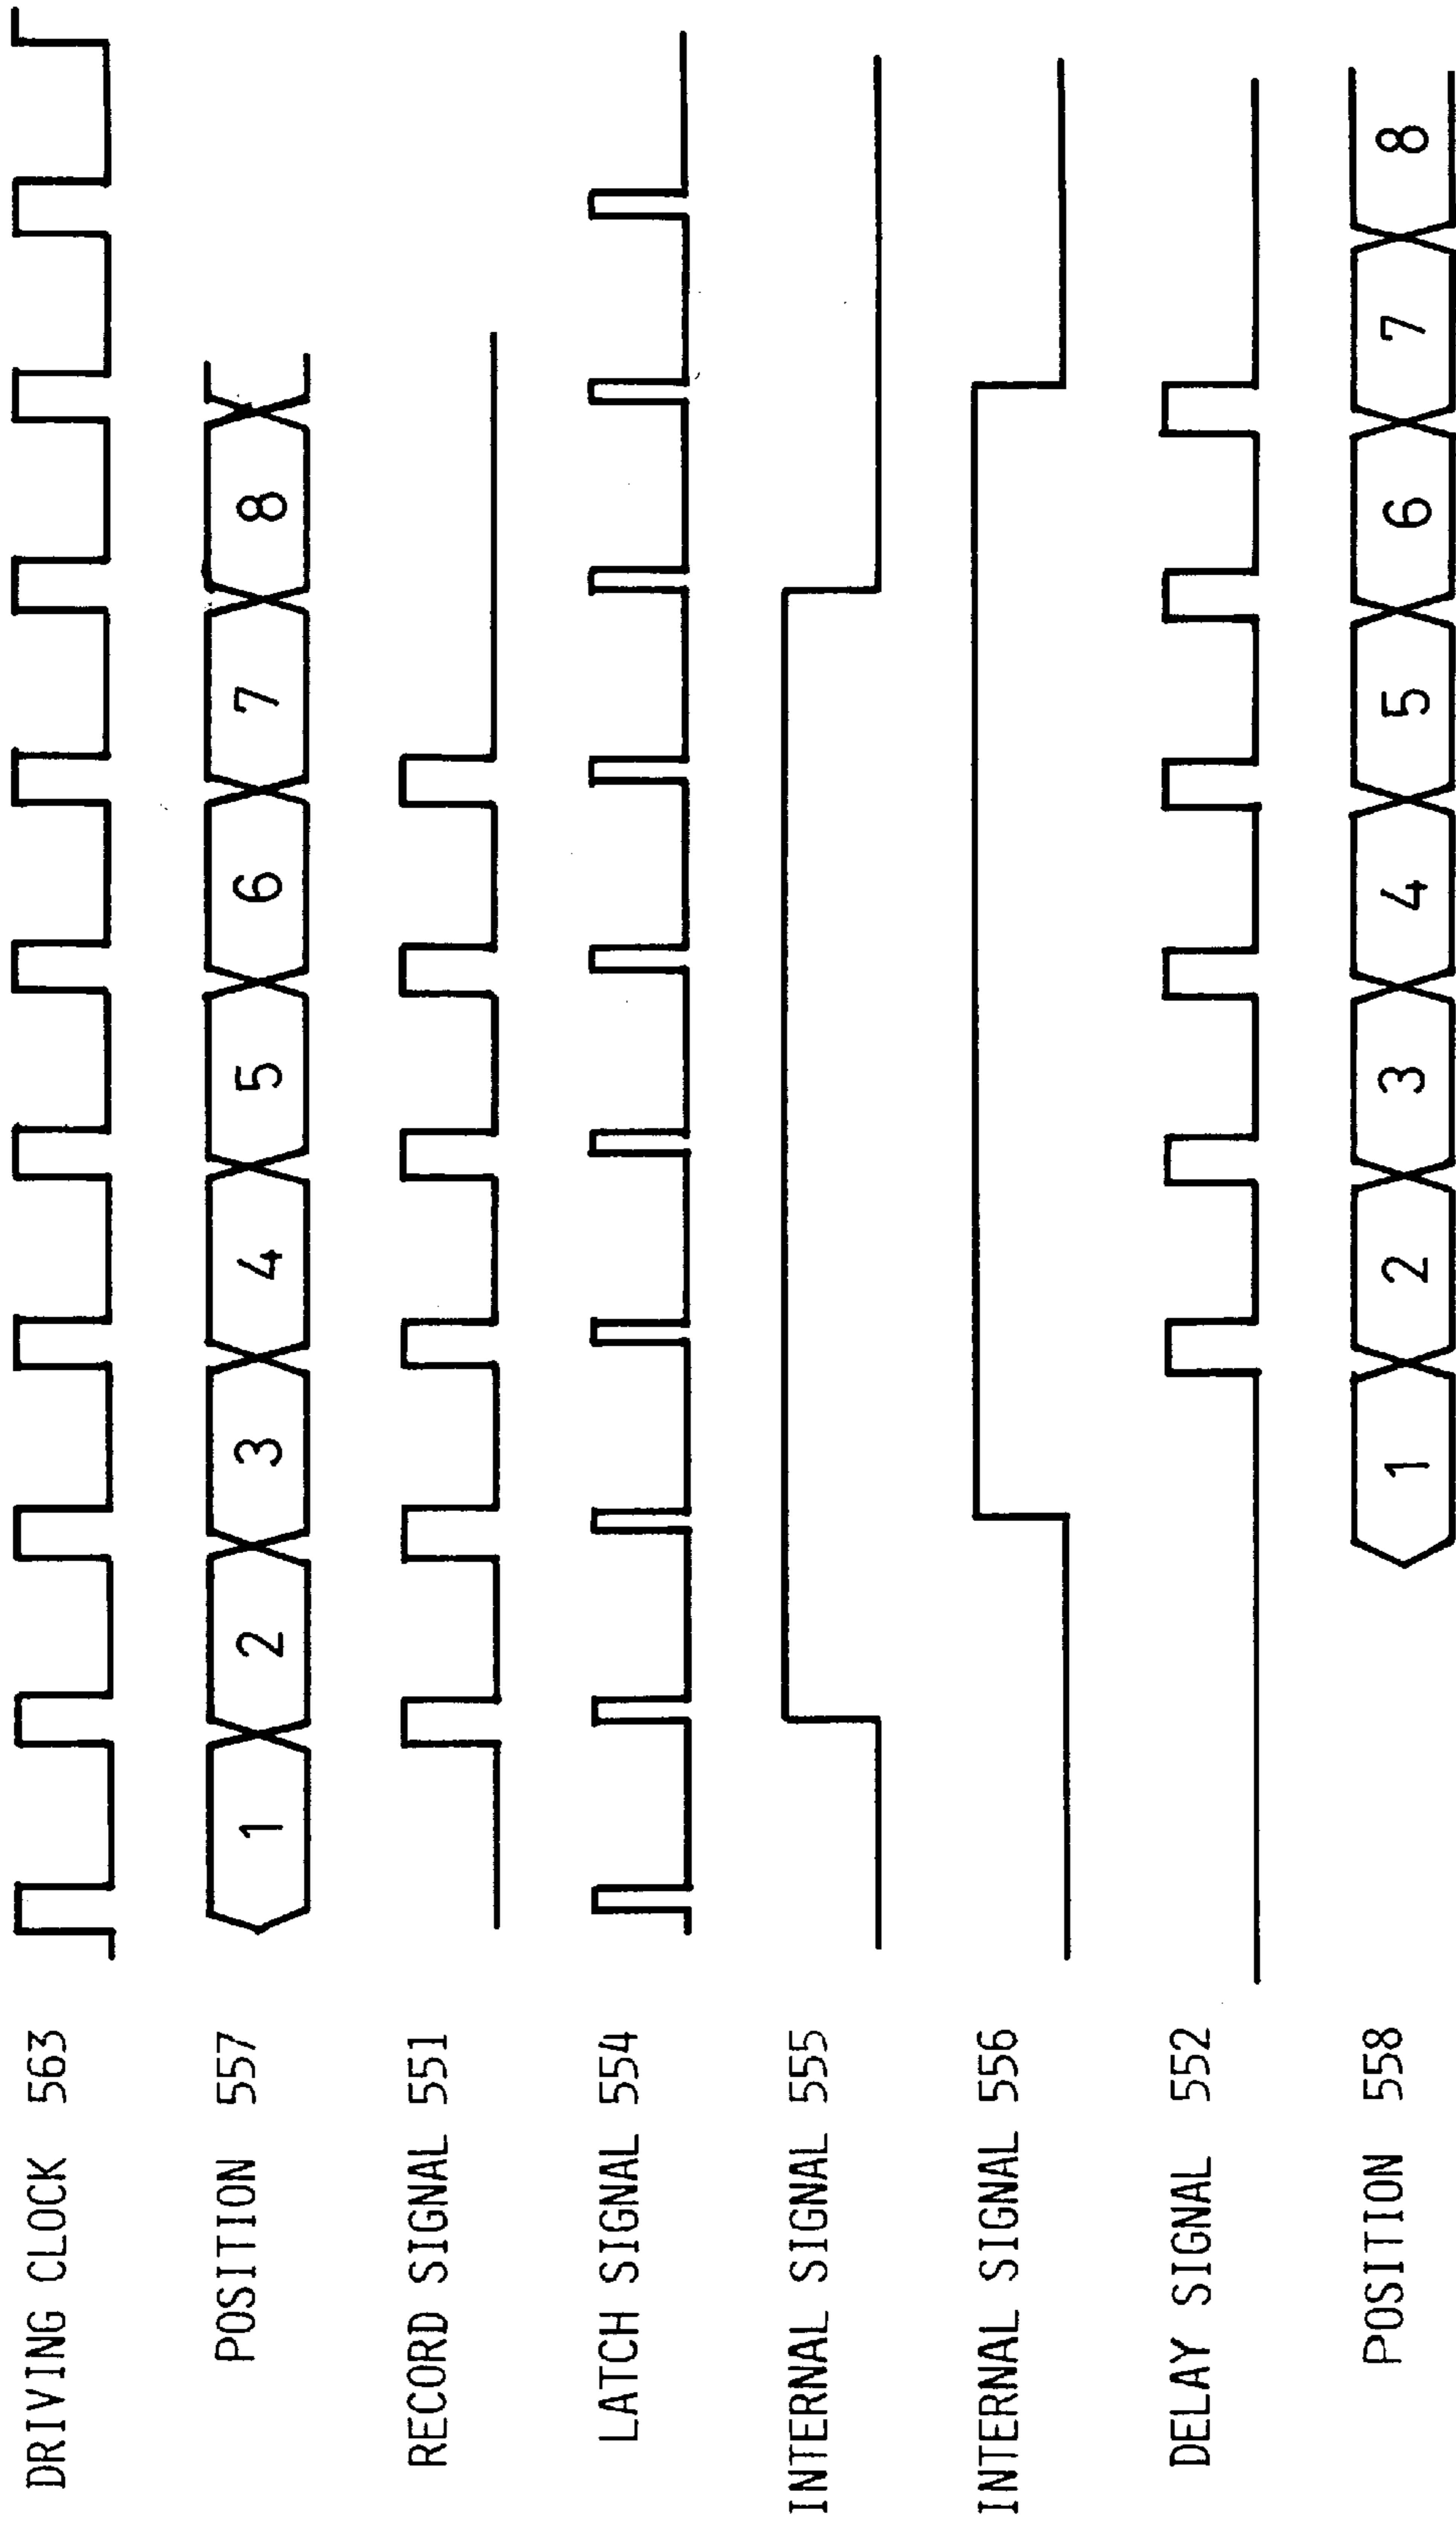 DRIVING CLOCK 563
POSITION 557
1 2 3 4 5 6 7 8
RECORD SIGNAL 551
LATCH SIGNAL 554
INTERNAL SIGNAL 555
INTERNAL SIGNAL 556
DELAY SIGNAL 552
POSITION 558
1 2 3 4 5 6 7 8